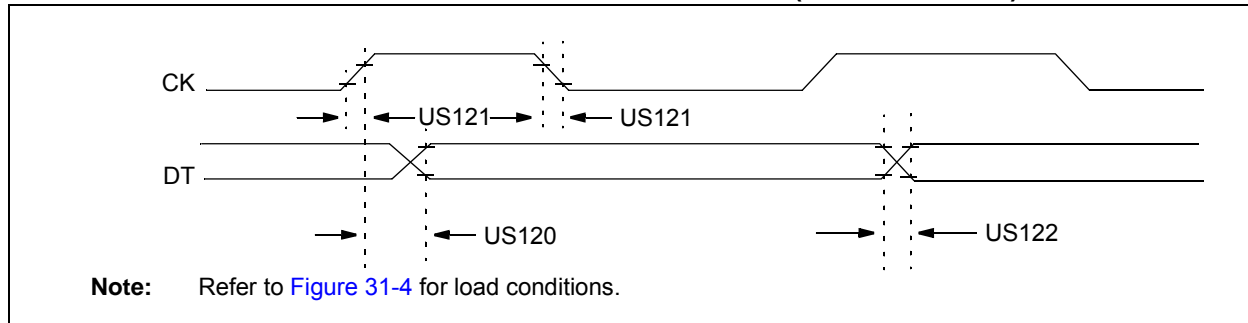 CK
US121
US121
DT
US120
US122
Note: Refer to Figure 31-4 for load conditions.